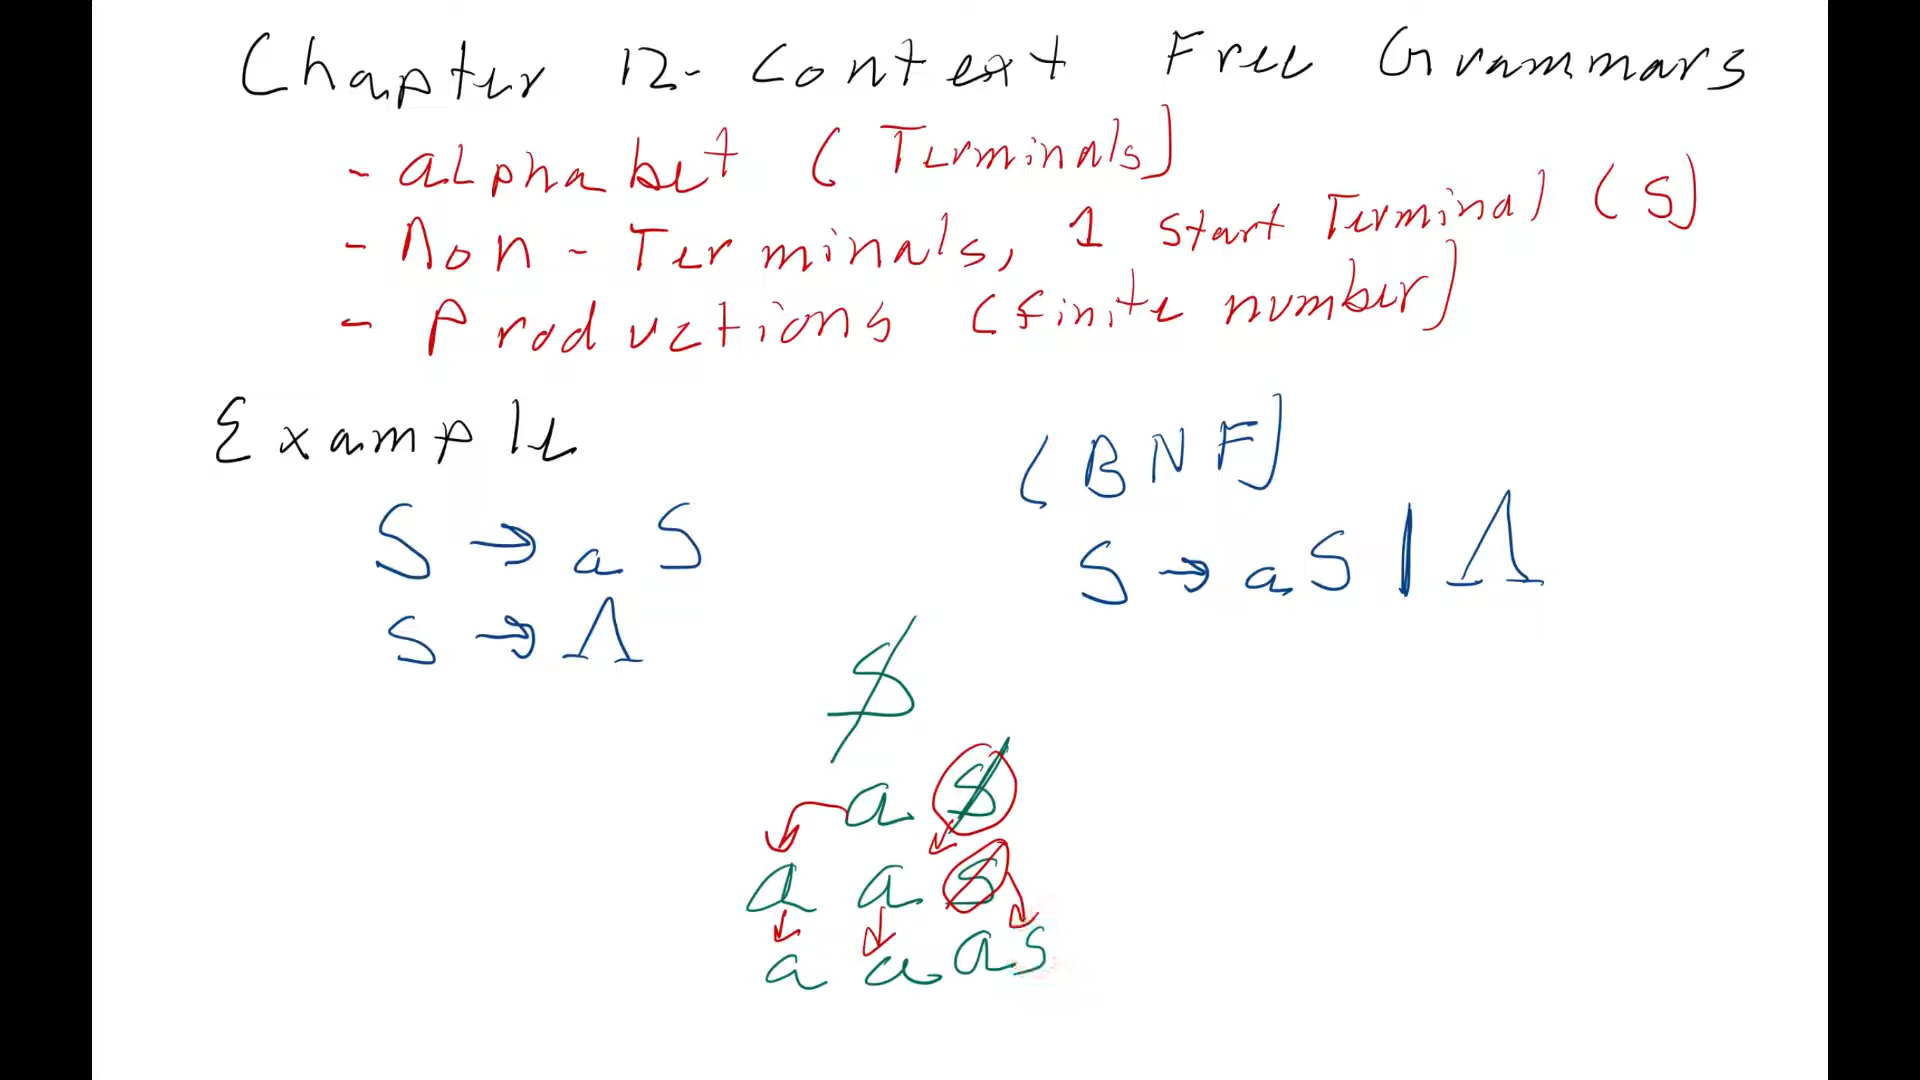 Chapter 12- Context Free Grammars
- alphabet (Terminals)
- Non-Terminals, 1 Start Terminal (S)
- Productions (finite number)
Example
(BNF)
S → aS
S → aS | Λ
S → Λ
S
a S
a a S
a a a S